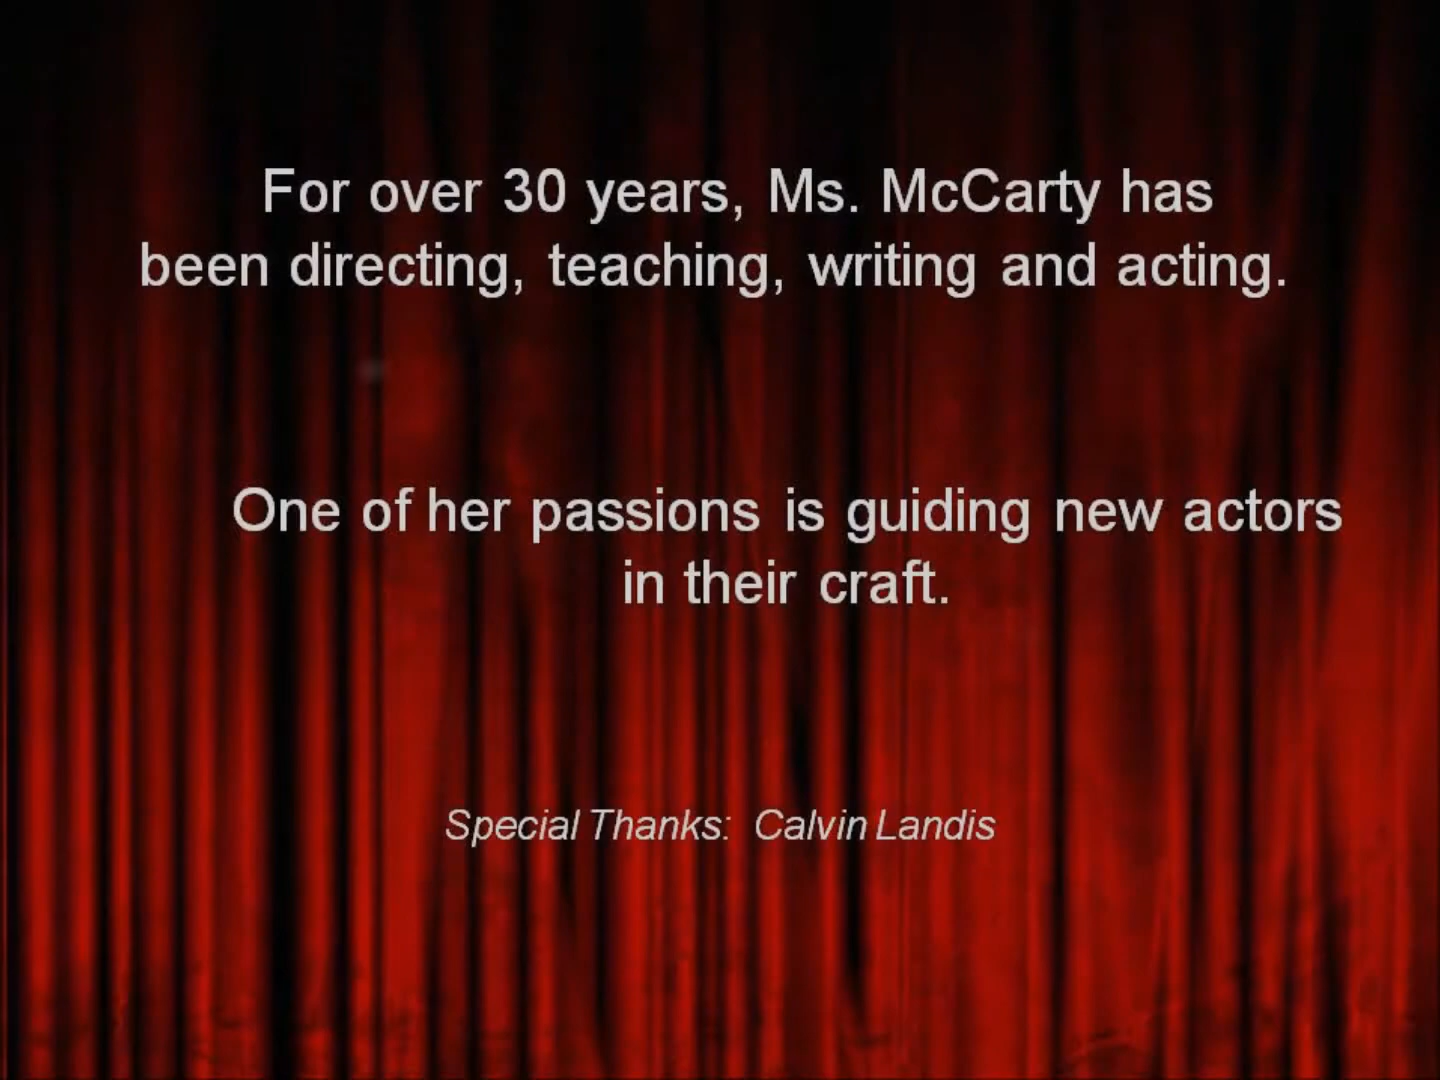 For over 30 years, Ms. McCarty has
been directing, teaching, writing and acting.
One of her passions is guiding new actors
in their craft.
Special Thanks: Calvin Landis